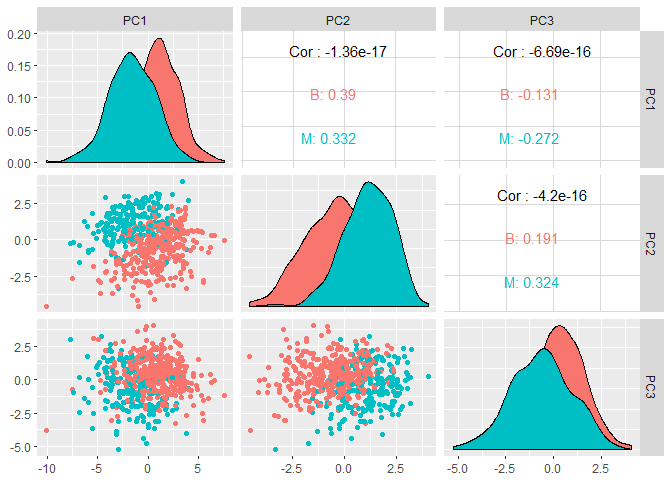 PC1 PC2 PC3
0.20
0.15
0.10
0.05
0.00
Cor : -1.36e-17
B: 0.39
M: 0.332
Cor : -6.69e-16
B: -0.131
M: -0.272
PC1
2.5
0.0
-2.5
Cor : -4.2e-16
B: 0.191
M: 0.324
PC2
2.5
0.0
-2.5
-5.0
PC3
-10 -5 0 5
-2.5 0.0 2.5
-5.0 -2.5 0.0 2.5